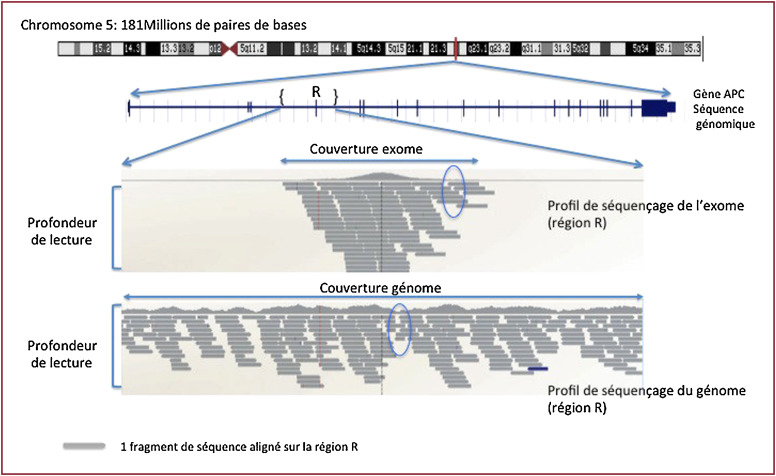 Chromosome 5: 181Millions de paires de bases
15.2 14.3 13.3 13.2 p12 5q11.2 13.2 14.1 5q14.3 5q15 21.1 21.3 q23.1 q23.2 q31.1 31.3 32 5q34 35.3
{ R }
Gène APC
Séquence
génomique
Couverture exome
Profondeur
de lecture
Profil de séquençage de l'exome
(région R)
Couverture génome
Profondeur
de lecture
Profil de séquençage du génome
(région R)
1 fragment de séquence aligné sur la région R